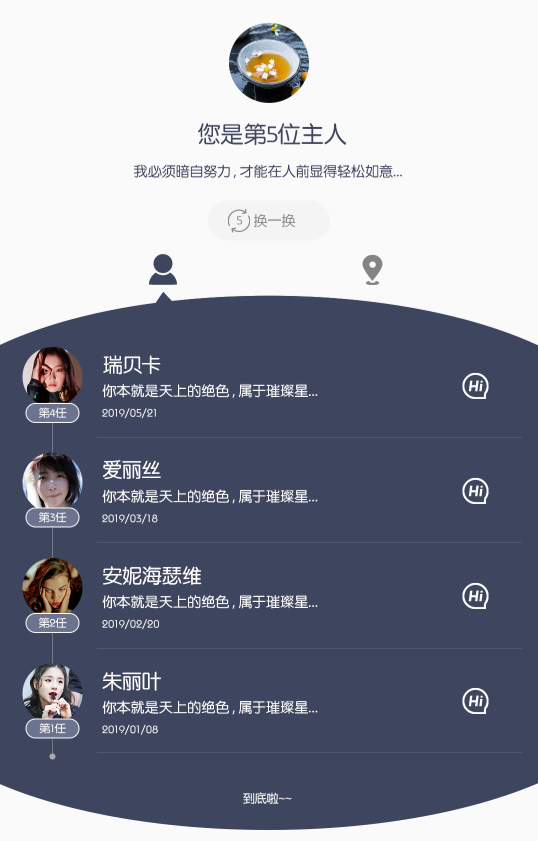 您是第5位主人
我必须暗自努力，才能在人前显得轻松如意...
5 换一换
瑞贝卡
你本就是天上的绝色，属于璀璨星...
Hi
第4任
2019/05/21
爱丽丝
你本就是天上的绝色，属于璀璨星...
Hi
第3任
2019/03/18
安妮海瑟维
你本就是天上的绝色，属于璀璨星...
Hi
第2任
2019/02/20
朱丽叶
你本就是天上的绝色，属于璀璨星...
Hi
第1任
2019/01/08
到底啦~~